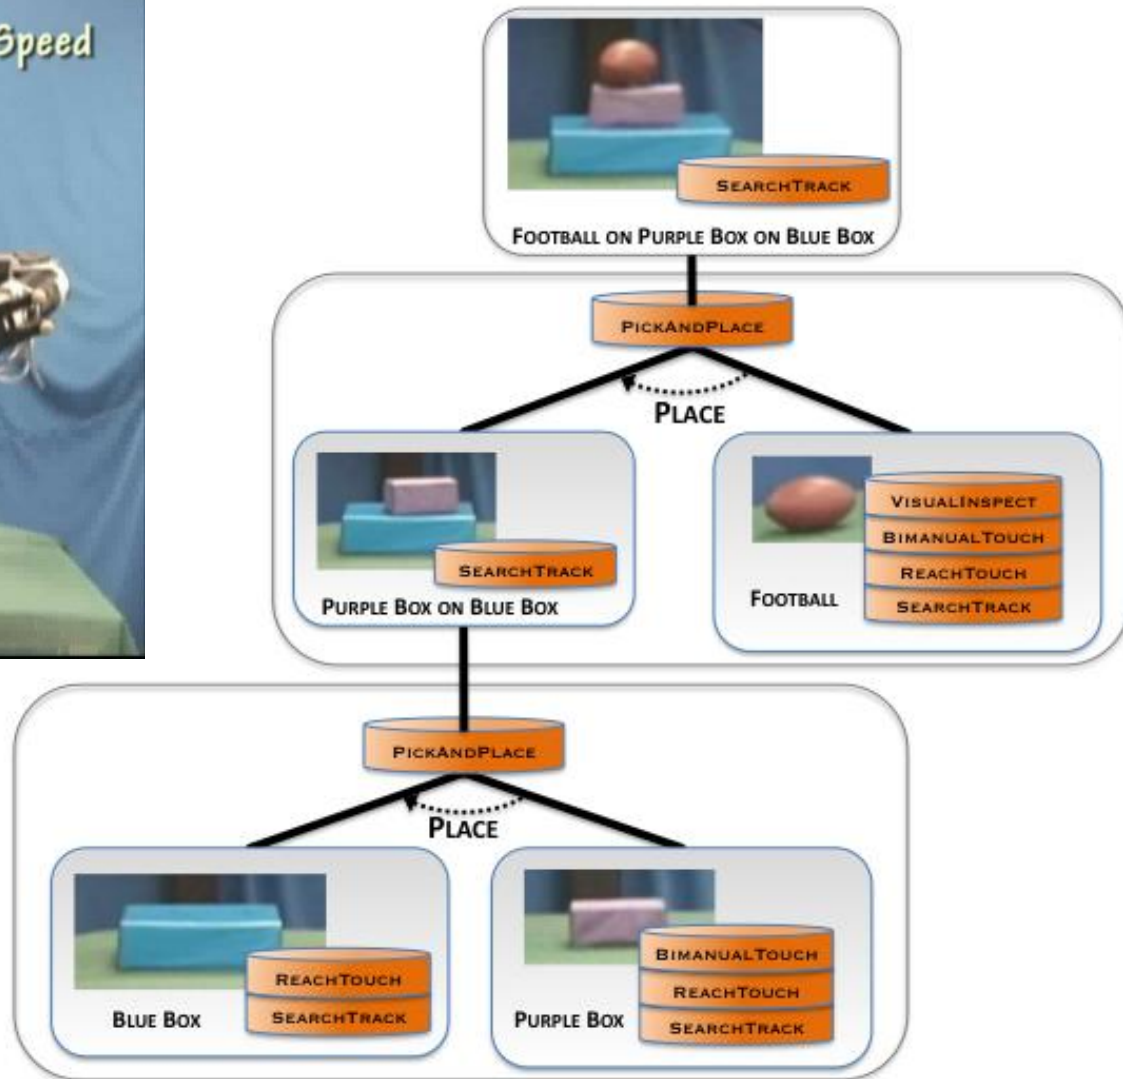 Speed
SEARCHTRACK
FOOTBALL ON PURPLE BOX ON BLUE BOX
PICKANDPLACE
PLACE
SEARCHTRACK
PURPLE BOX ON BLUE BOX
VISUALINSPECT
BIMANUALTOUCH
REACHTOUCH
SEARCHTRACK
FOOTBALL
PICKANDPLACE
PLACE
REACHTOUCH
SEARCHTRACK
BLUE BOX
BIMANUALTOUCH
REACHTOUCH
SEARCHTRACK
PURPLE BOX